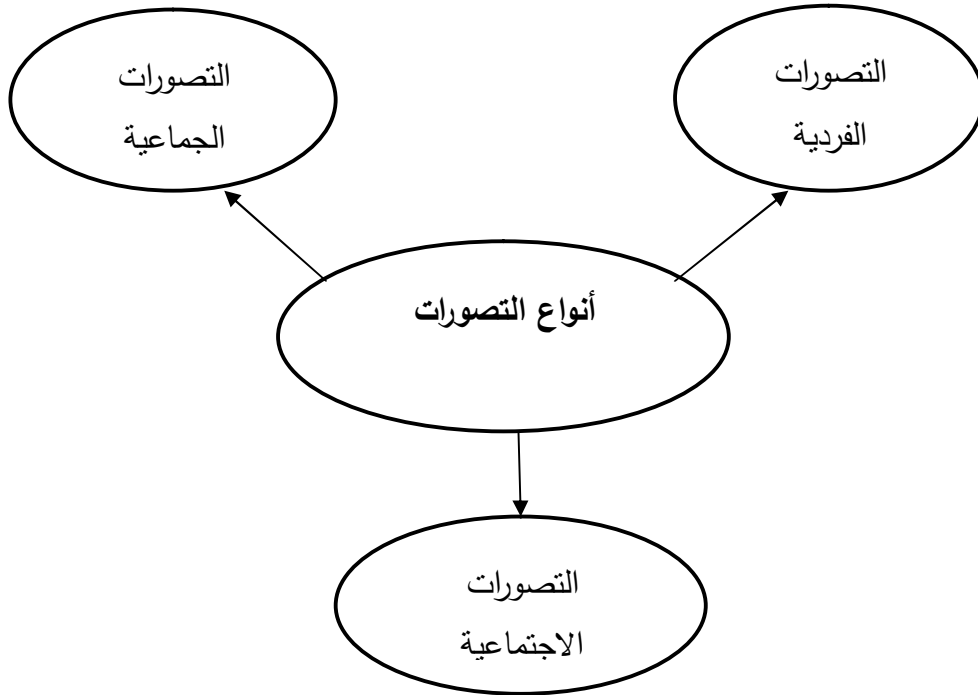 التصورات
الفردية
التصورات
الجماعية
أنواع التصورات
التصورات
الاجتماعية